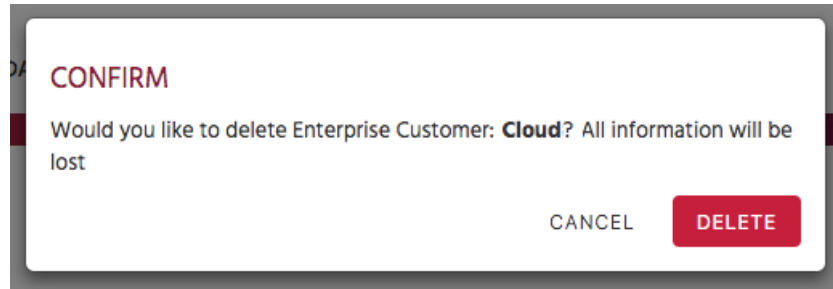 CONFIRM
Would you like to delete Enterprise Customer: Cloud? All information will be
lost
CANCEL DELETE